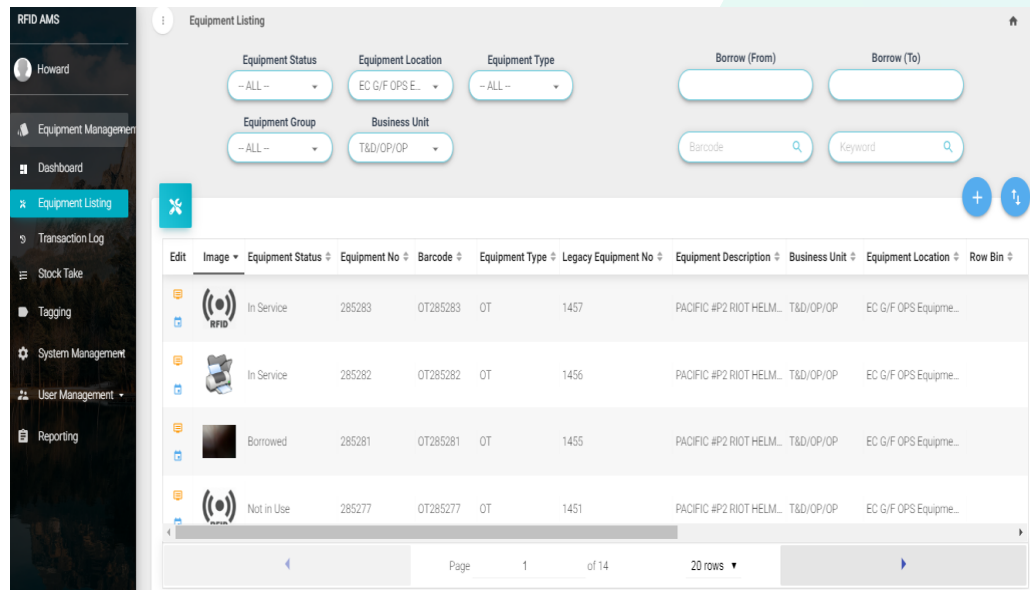 RFID AMS
Equipment Listing
Howard
Equipment Managemen
Dashboard
Equipment Listing
Transaction Log
Stock Take
Tagging
System Management
User Management
Reporting
Equipment Status
Equipment Location
Equipment Type
Borrow (From)
Borrow (To)
-- ALL --
EC G/F OPS E...
-- ALL --
Equipment Group
Business Unit
-- ALL --
T&D/OP/OP
Barcode
Keyword
Edit Image Equipment Status Equipment No Barcode Equipment Type Legacy Equipment No Equipment Description Business Unit Equipment Location Row Bin
RFID In Service 285283 OT285283 OT 1457 PACIFIC #P2 RIOT HELM... T&D/OP/OP EC G/F OPS Equipme...
In Service 285282 OT285282 OT 1456 PACIFIC #P2 RIOT HELM... T&D/OP/OP EC G/F OPS Equipme...
Borrowed 285281 OT285281 OT 1455 PACIFIC #P2 RIOT HELM... T&D/OP/OP EC G/F OPS Equipme...
Not in Use 285277 OT285277 OT 1451 PACIFIC #P2 RIOT HELM... T&D/OP/OP EC G/F OPS Equipme...
Page 1 of 14 20 rows